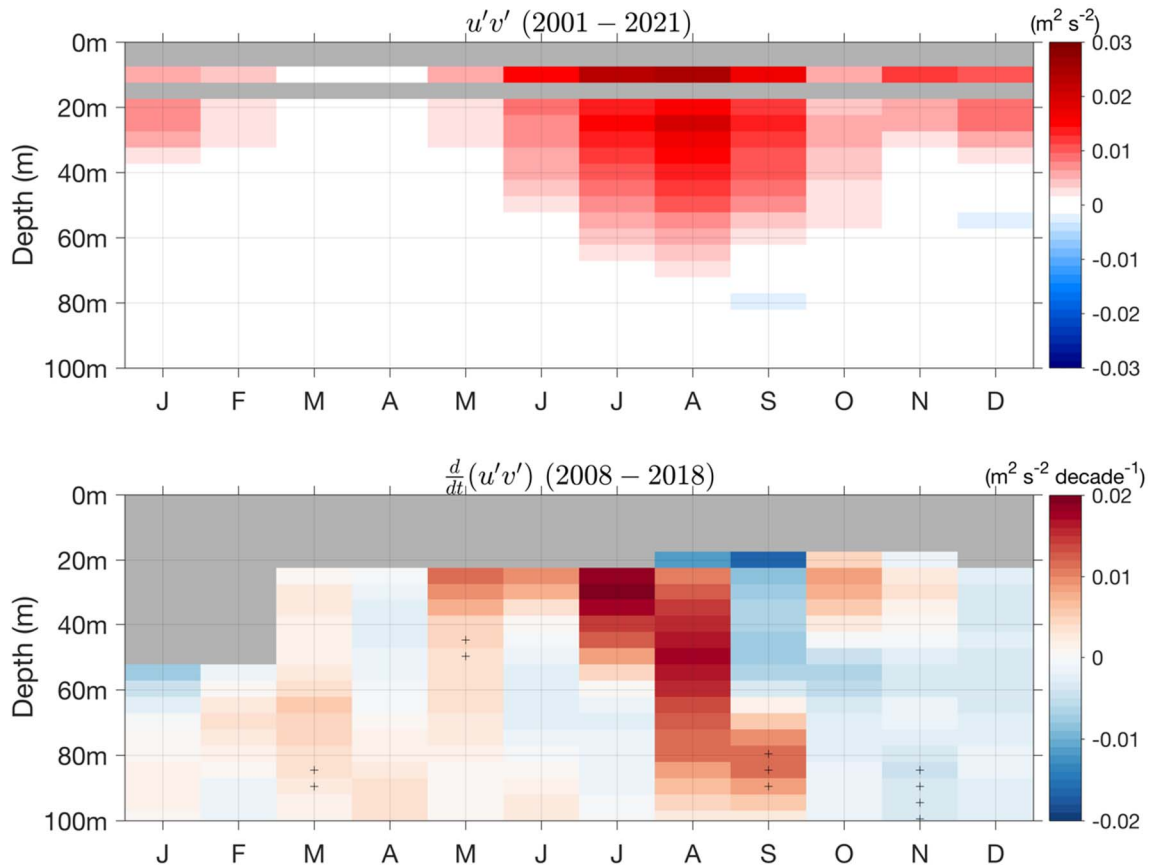 u′v′ (2001 − 2021)
(m² s⁻²)
0m
20m
40m
60m
80m
100m
Depth (m)
J F M A M J J A S O N D
0.03
0.02
0.01
0
-0.01
-0.02
-0.03
d/dt(u′v′) (2008 − 2018)
(m² s⁻² decade⁻¹)
0m
20m
40m
60m
80m
100m
Depth (m)
J F M A M J J A S O N D
0.02
0.01
0
-0.01
-0.02